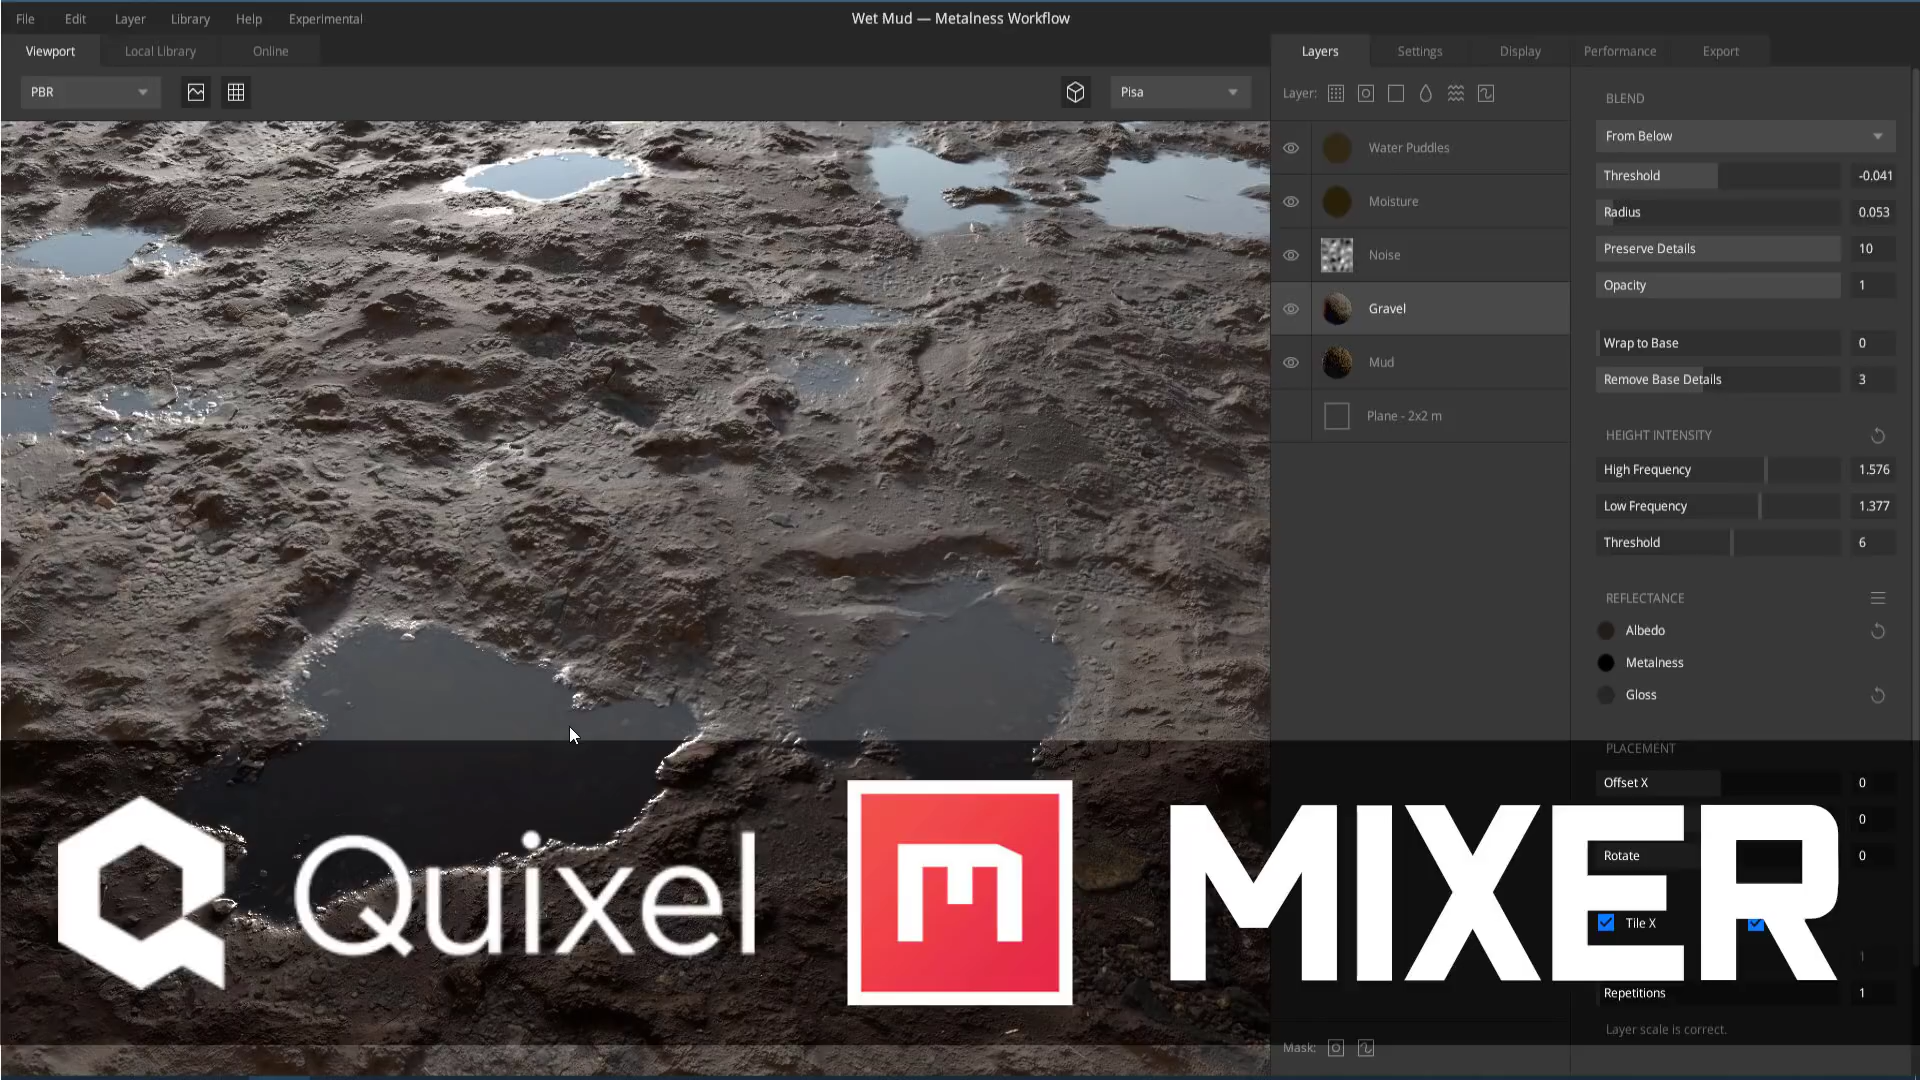 File Edit Layer Library Help Experimental
Wet Mud — Metalness Workflow
Viewport Local Library Online
Layers Settings Display Performance Export
PBR
Pisa
Layer:
Water Puddles
Moisture
Noise
Gravel
Mud
Plane - 2x2 m
Mask:
BLEND
From Below
Threshold -0.041
Radius 0.053
Preserve Details 10
Opacity 1
Wrap to Base 0
Remove Base Details 3
HEIGHT INTENSITY
High Frequency 1.576
Low Frequency 1.377
Threshold 6
REFLECTANCE
Albedo
Metalness
Gloss
PLACEMENT
Offset X 0
0
Rotate 0
Tile X
1
Repetitions 1
Layer scale is correct.
Quixel
MIXER